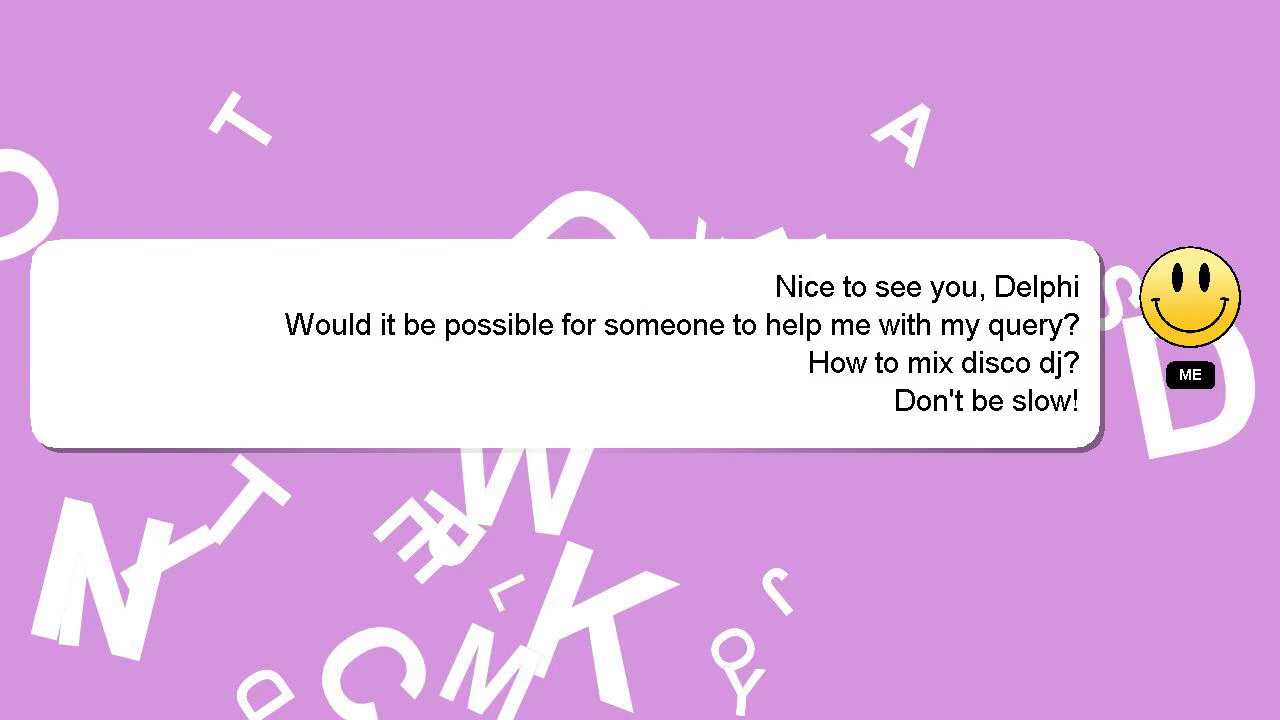 Nice to see you, Delphi
Would it be possible for someone to help me with my query?
How to mix disco dj?
Don't be slow!
ME